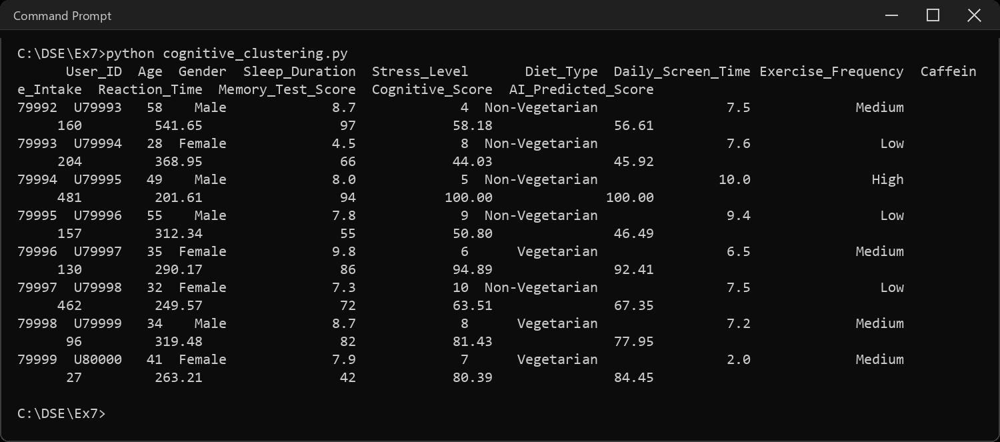 Command Prompt
C:\DSE\Ex7>python cognitive_clustering.py
      User_ID  Age  Gender  Sleep_Duration  Stress_Level       Diet_Type  Daily_Screen_Time Exercise_Frequency  Caffein
e_Intake  Reaction_Time  Memory_Test_Score  Cognitive_Score  AI_Predicted_Score
79992  U79993   58    Male             8.7             4  Non-Vegetarian                7.5             Medium
     160         541.65                 97            58.18               56.61
79993  U79994   28  Female             4.5             8  Non-Vegetarian                7.6                Low
     204         368.95                 66            44.03               45.92
79994  U79995   49    Male             8.0             5  Non-Vegetarian               10.0               High
     481         201.61                 94           100.00              100.00
79995  U79996   55    Male             7.8             9  Non-Vegetarian                9.4                Low
     157         312.34                 55            50.80               46.49
79996  U79997   35  Female             9.8             6      Vegetarian                6.5             Medium
     130         290.17                 86            94.89               92.41
79997  U79998   32  Female             7.3            10  Non-Vegetarian                7.5                Low
     462         249.57                 72            63.51               67.35
79998  U79999   34    Male             8.7             8      Vegetarian                7.2             Medium
      96         319.48                 82            81.43               77.95
79999  U80000   41  Female             7.9             7      Vegetarian                2.0             Medium
      27         263.21                 42            80.39               84.45
C:\DSE\Ex7>